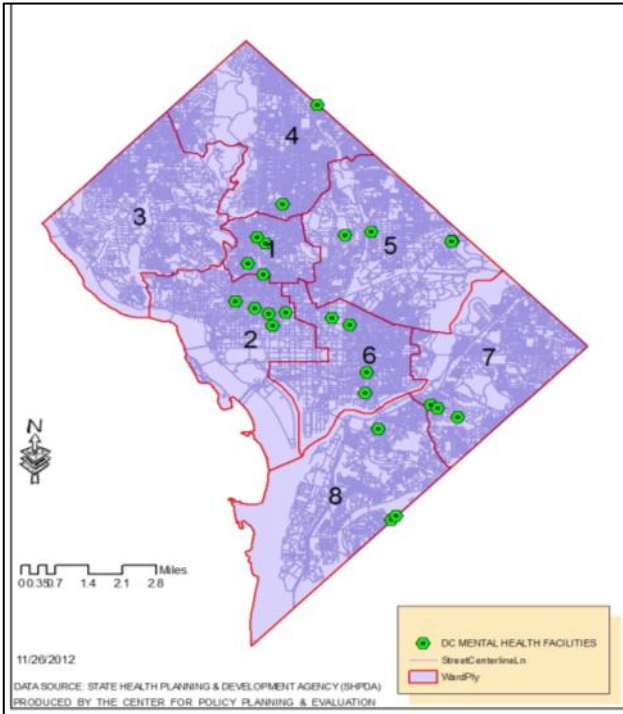 4
3
1
5
2
6
7
N
8
Miles
0 0.35 0.7 1.4 2.1 2.8
DC MENTAL HEALTH FACILITIES
StreetCenterlineLn
WardPly
11/26/2012
DATA SOURCE: STATE HEALTH PLANNING & DEVELOPMENT AGENCY (SHPDA)
PRODUCED BY THE CENTER FOR POLICY PLANNING & EVALUATION